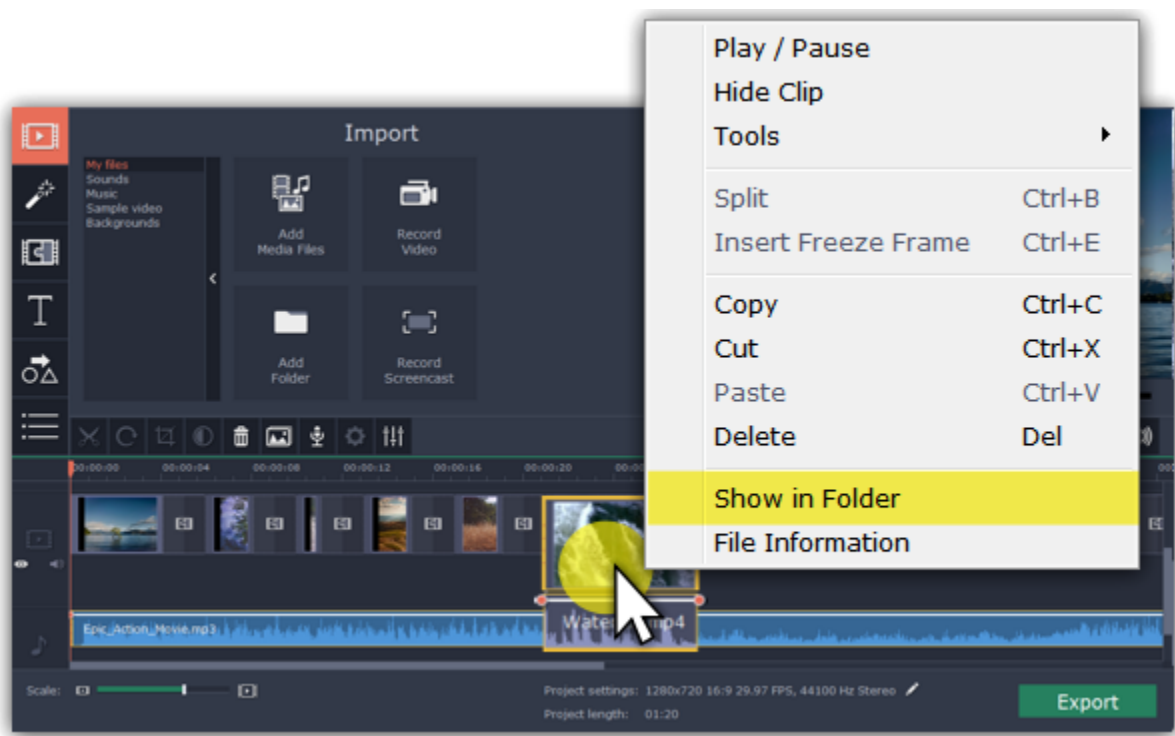 Play / Pause
Hide Clip
Tools
Split Ctrl+B
Insert Freeze Frame Ctrl+E
Copy Ctrl+C
Cut Ctrl+X
Paste Ctrl+V
Delete Del
Show in Folder
File Information
Import
My files
Sounds
Music
Sample video
Backgrounds
Add
Media Files
Record
Video
Add
Folder
Record
Screencast
00:00:00 00:00:04 00:00:08 00:00:12 00:00:16 00:00:20
Epic_Action_Movie.mp3
Scale:
Project settings: 1280x720 16:9 29.97 FPS, 44100 Hz Stereo
Project length: 01:20
Export